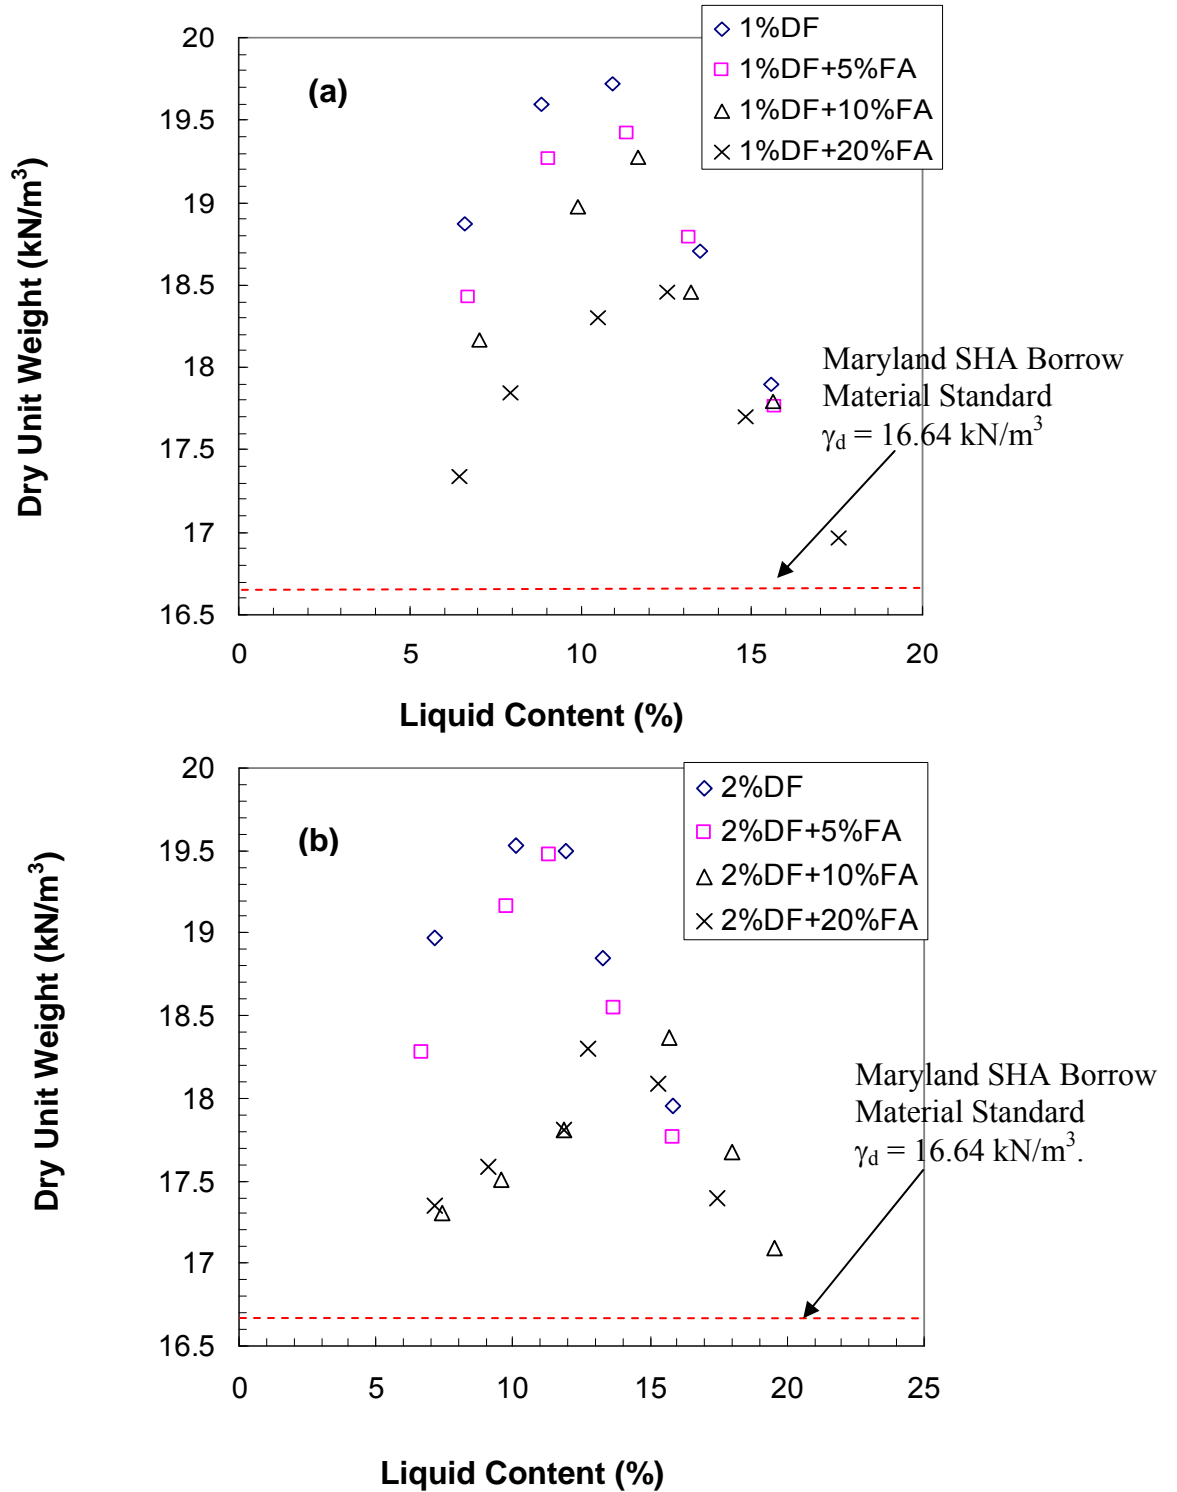 (a)
1%DF
1%DF+5%FA
1%DF+10%FA
1%DF+20%FA
20
19.5
19
18.5
18
17.5
17
16.5
Dry Unit Weight (kN/m³)
Maryland SHA Borrow
Material Standard
γd = 16.64 kN/m³
0 5 10 15 20
Liquid Content (%)
(b)
2%DF
2%DF+5%FA
2%DF+10%FA
2%DF+20%FA
20
19.5
19
18.5
18
17.5
17
16.5
Dry Unit Weight (kN/m³)
Maryland SHA Borrow
Material Standard
γd = 16.64 kN/m³.
0 5 10 15 20 25
Liquid Content (%)